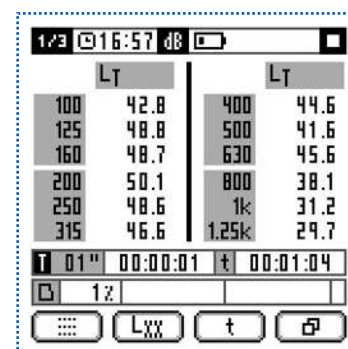 1/3 16:57 dB
LT LT
100 42.8 400 44.6
125 48.8 500 41.6
160 48.7 630 45.6
200 50.1 800 38.1
250 48.6 1k 31.2
315 46.6 1.25k 29.7
T 01" 00:00:01 t 00:01:04
1%
LXX t